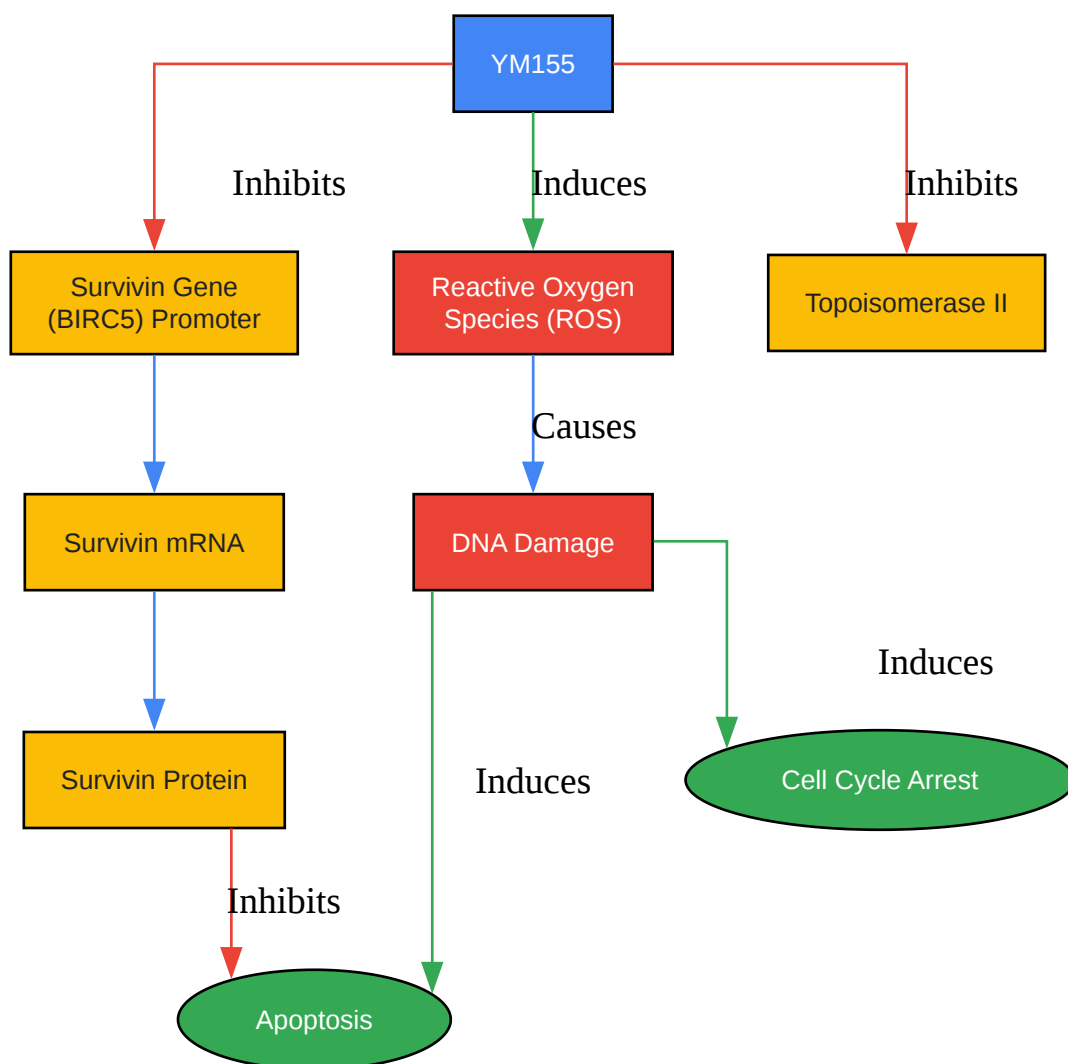 YM155
Inhibits
Induces
Inhibits
Survivin Gene
(BIRC5) Promoter
Reactive Oxygen
Species (ROS)
Topoisomerase II
Causes
Survivin mRNA
DNA Damage
Induces
Survivin Protein
Induces
Cell Cycle Arrest
Inhibits
Apoptosis